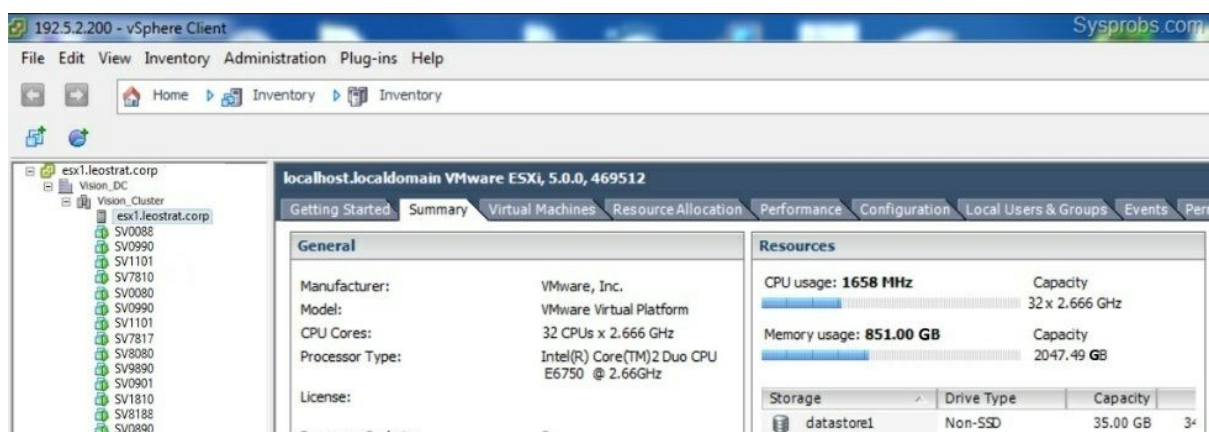 192.5.2.200 - vSphere Client
Sysprobs.com
File Edit View Inventory Administration Plug-ins Help
Home Inventory Inventory
esx1.leostrat.corp
Vision_DC
Vision_Cluster
esx1.leostrat.corp
SV0088
SV0990
SV1101
SV7810
SV0080
SV0990
SV1101
SV7817
SV8080
SV9890
SV0901
SV1810
SV8188
SV0890
localhost.localdomain VMware ESXi, 5.0.0, 469512
Getting Started Summary Virtual Machines Resource Allocation Performance Configuration Local Users & Groups Events
General
Manufacturer: VMware, Inc.
Model: VMware Virtual Platform
CPU Cores: 32 CPUs x 2.666 GHz
Processor Type: Intel(R) Core(TM)2 Duo CPU
E6750 @ 2.66GHz
License:
Resources
CPU usage: 1658 MHz Capacity
32 x 2.666 GHz
Memory usage: 851.00 GB Capacity
2047.49 GB
Storage Drive Type Capacity
datastore1 Non-SSD 35.00 GB